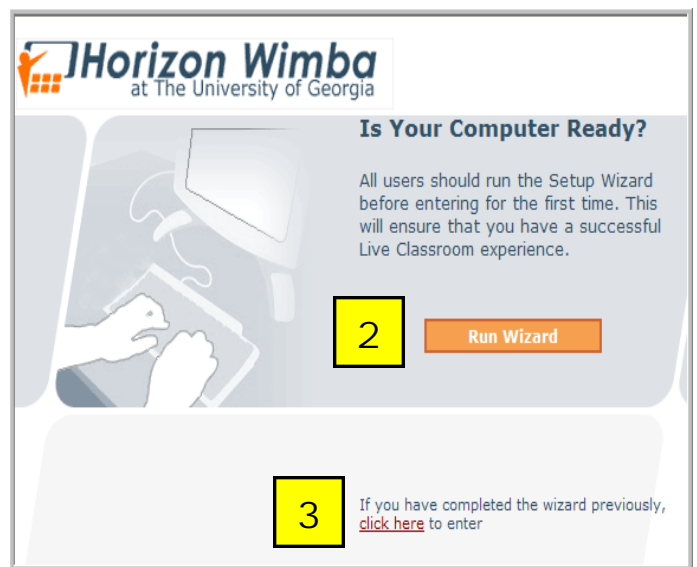 Horizon Wimba
at The University of Georgia
Is Your Computer Ready?
All users should run the Setup Wizard
before entering for the first time. This
will ensure that you have a successful
Live Classroom experience.
2
Run Wizard
3
If you have completed the wizard previously,
click here to enter